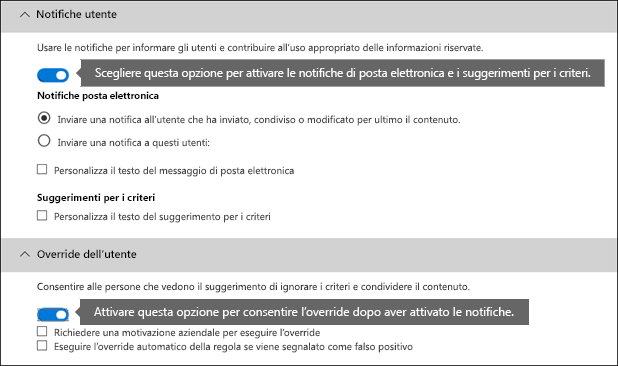 Notifiche utente
Usare le notifiche per informare gli utenti e contribuire all'uso appropriato delle informazioni riservate.
Scegliere questa opzione per attivare le notifiche di posta elettronica e i suggerimenti per i criteri.
Notifiche posta elettronica
Inviare una notifica all'utente che ha inviato, condiviso o modificato per ultimo il contenuto.
Inviare una notifica a questi utenti:
Personalizza il testo del messaggio di posta elettronica
Suggerimenti per i criteri
Personalizza il testo del suggerimento per i criteri
Override dell'utente
Consentire alle persone che vedono il suggerimento di ignorare i criteri e condividere il contenuto.
Attivare questa opzione per consentire l'override dopo aver attivato le notifiche.
Richiedere una motivazione aziendale per eseguire l'override
Eseguire l'override automatico della regola se viene segnalato come falso positivo